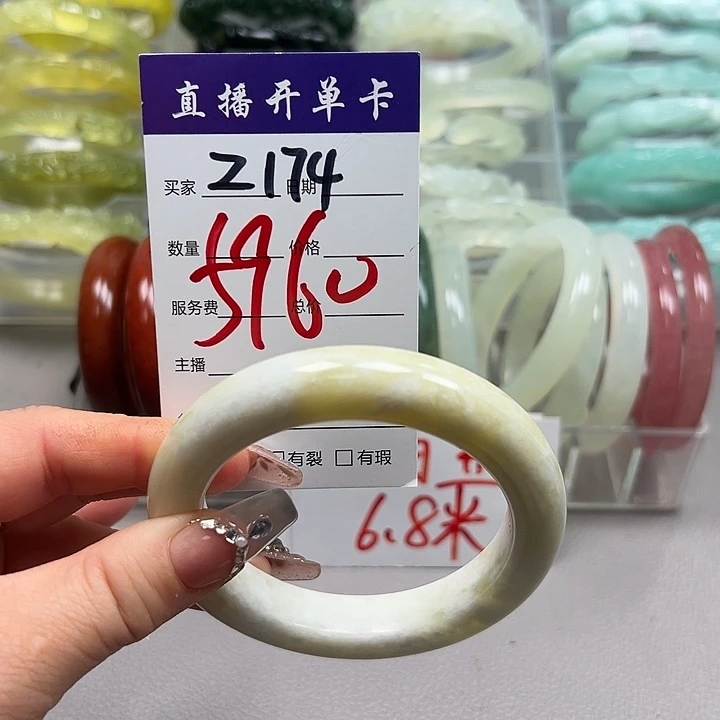 直播开单卡
买家 Z174 日期
数量 价格
5960
服务费 总价
主播
有裂 □有瑕
6.8米